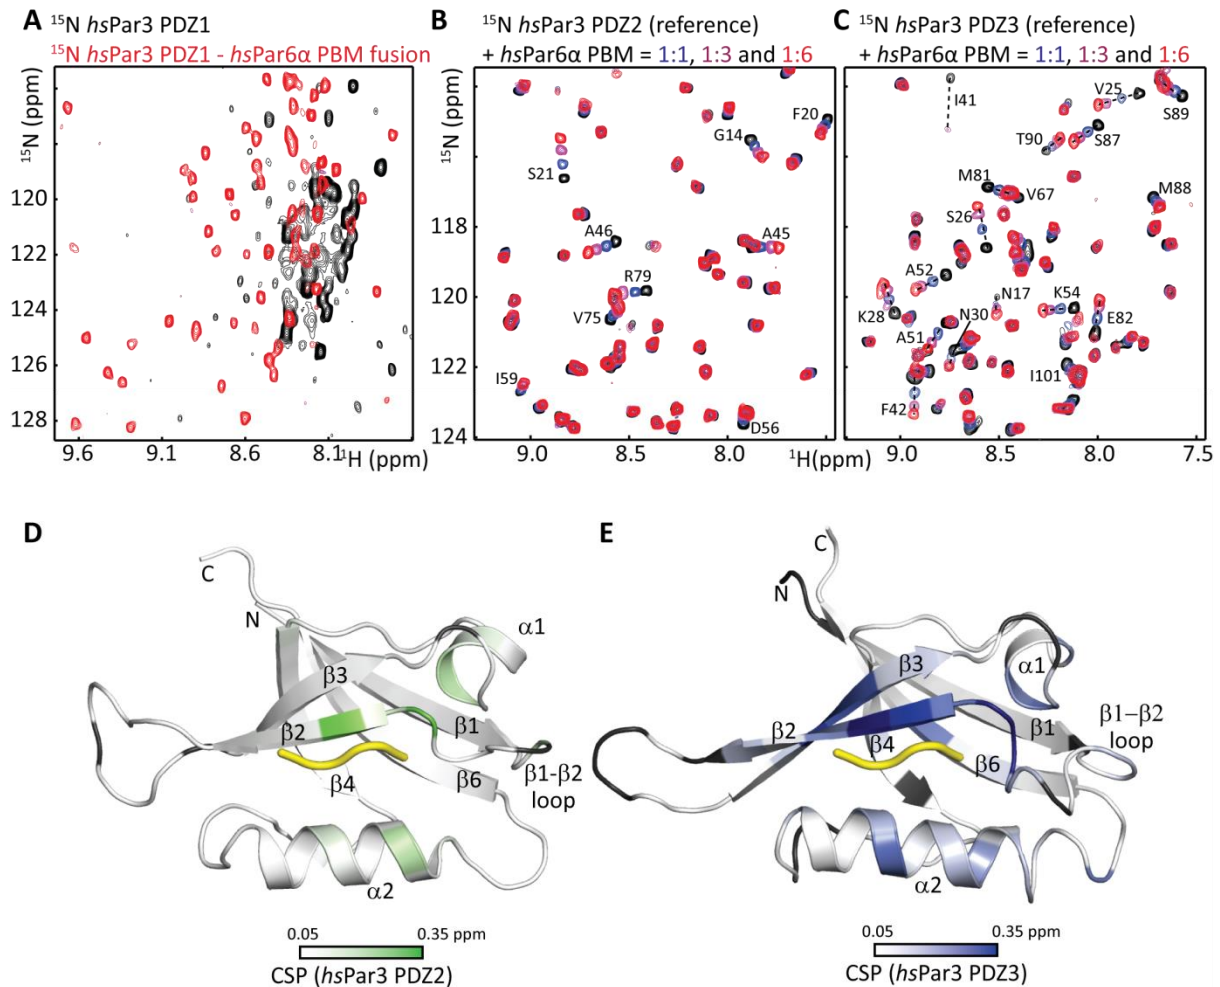 A
¹⁵N hsPar3 PDZ1
¹⁵N hsPar3 PDZ1 - hsPar6α PBM fusion
¹⁵N (ppm)
120
122
124
126
128
9.6
9.1
8.6
8.1
¹H (ppm)
B
¹⁵N hsPar3 PDZ2 (reference)
+ hsPar6α PBM = 1:1, 1:3 and 1:6
¹⁵N (ppm)
F20
G14
S21
A46
A45
R79
V75
I59
D56
118
120
122
124
9.0
8.5
8.0
¹H(ppm)
C
¹⁵N hsPar3 PDZ3 (reference)
+ hsPar6α PBM = 1:1, 1:3 and 1:6
V25
I41
S89
T90
S87
M81
V67
M88
S26
A52
N17
K54
K28
N30
E82
A51
I101
F42
9.0
8.5
8.0
7.5
D
C
N
α1
β3
β2
β1
β1-β2
loop
β4
β6
α2
0.05
0.35 ppm
CSP (hsPar3 PDZ2)
E
C
N
β3
α1
β1
β1–β2
loop
β2
β4
β6
α2
0.05
0.35 ppm
CSP (hsPar3 PDZ3)